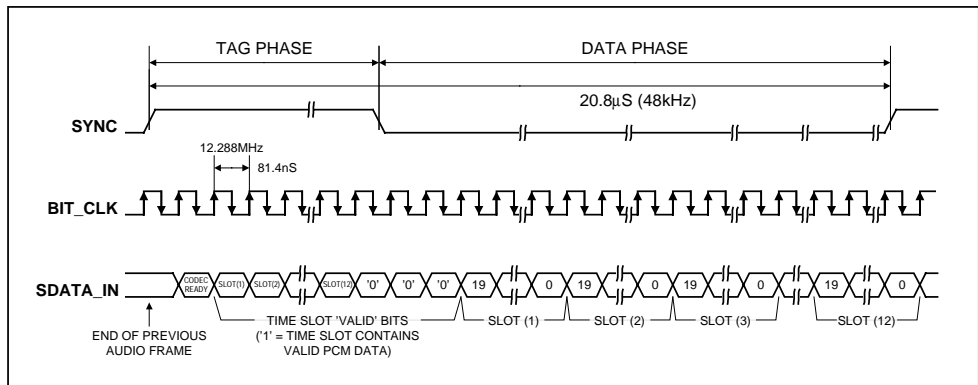 TAG PHASE DATA PHASE
20.8µS (48kHz)
SYNC
12.288MHz
81.4nS
BIT_CLK
SDATA_IN CODEC READY SLOT(1) SLOT(2) SLOT(12) '0' '0' '0' 19 0 19 0 19 0 19 0
END OF PREVIOUS
AUDIO FRAME
TIME SLOT 'VALID' BITS
('1' = TIME SLOT CONTAINS
VALID PCM DATA)
SLOT (1) SLOT (2) SLOT (3) SLOT (12)